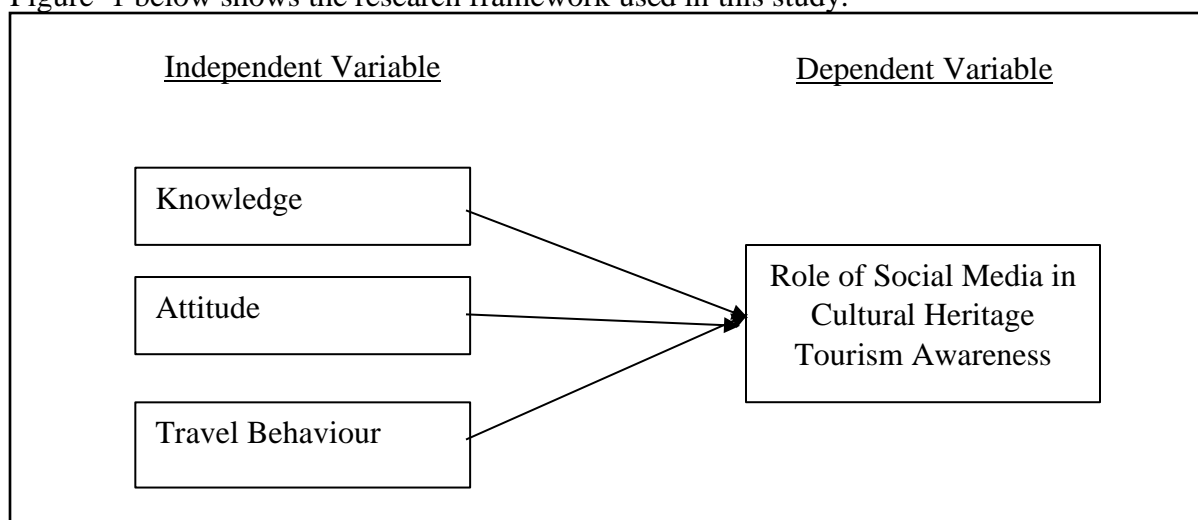 Figure 1 below shows the research framework used in this study.
Independent Variable
Dependent Variable
Knowledge
Attitude
Travel Behaviour
Role of Social Media in
Cultural Heritage
Tourism Awareness